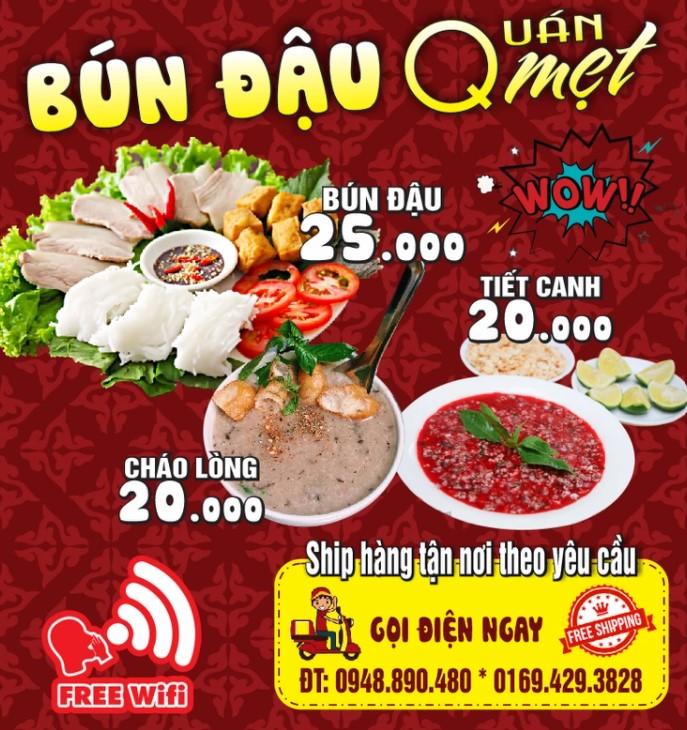 BÚN ĐẬU QUÁN mẹt
WOW!!
BÚN ĐẬU
25.000
TIẾT CANH
20.000
CHÁO LÒNG
20.000
Ship hàng tận nơi theo yêu cầu
GỌI ĐIỆN NGAY
FREE SHIPPING
ĐT: 0948.890.480 * 0169.429.3828
FREE Wifi